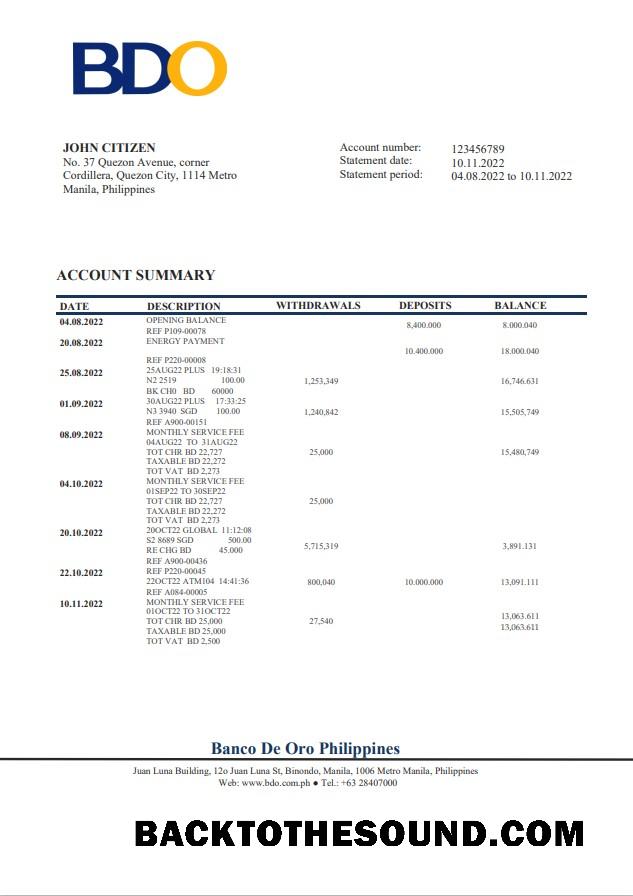 BDO
JOHN CITIZEN
No. 37 Quezon Avenue, corner
Cordillera, Quezon City, 1114 Metro
Manila, Philippines
Account number: 123456789
Statement date: 10.11.2022
Statement period: 04.08.2022 to 10.11.2022
ACCOUNT SUMMARY
DATE DESCRIPTION WITHDRAWALS DEPOSITS BALANCE
04.08.2022 OPENING BALANCE
8,400.000 8.000.040
REF P109-00078
20.08.2022 ENERGY PAYMENT
10.400.000 18.000.040
REF P220-00008
25.08.2022 25AUG22 PLUS 19:18:31
N2 2519 100.00 1,253,349 16,746.631
BK CH0 BD 60000
01.09.2022 30AUG22 PLUS 17:33:25
N3 3940 SGD 100.00 1,240,842 15,505,749
REF A900-00151
08.09.2022 MONTHLY SERVICE FEE
04AUG22 TO 31AUG22
TOT CHR BD 22,727 25,000 15,480,749
TAXABLE BD 22,272
TOT VAT BD 2,273
04.10.2022 MONTHLY SERVICE FEE
01SEP22 TO 30SEP22
TOT CHR BD 22,727 25,000
TAXABLE BD 22,272
TOT VAT BD 2,273
20.10.2022 20OCT22 GLOBAL 11:12:08
S2 8689 SGD 500.00
RE CHG BD 45.000 5,715,319 3,891.131
REF A900-00436
22.10.2022 REF P220-00045
22OCT22 ATM104 14:41:36 800,040 10.000.000 13,091.111
REF A084-00005
10.11.2022 MONTHLY SERVICE FEE
01OCT22 TO 31OCT22
13,063.611
TOT CHR BD 25,000 27,540
TAXABLE BD 25,000 13,063.611
TOT VAT BD 2,500
Banco De Oro Philippines
Juan Luna Building, 12o Juan Luna St, Binondo, Manila, 1006 Metro Manila, Philippines
Web: www.bdo.com.ph ● Tel.: +63 28407000
BACKTOTHESOUND.COM